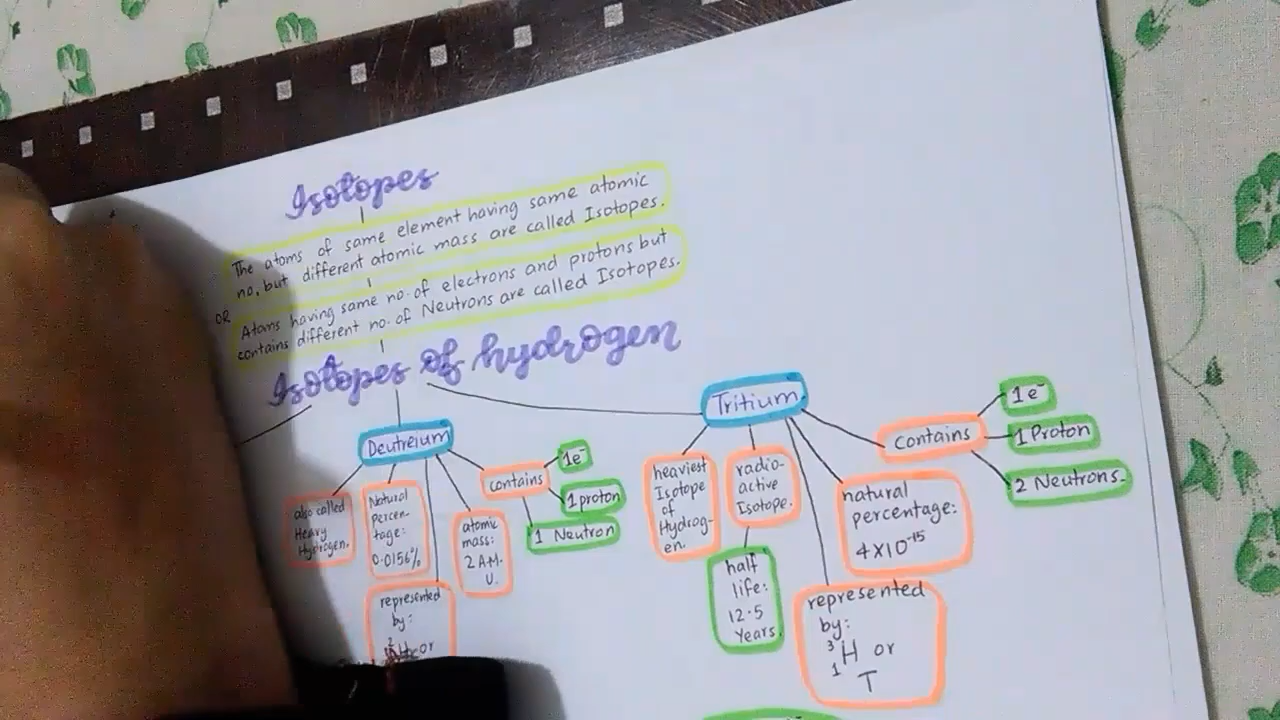 Isotopes
The atoms of same element having same atomic
no, but different atomic mass are called Isotopes.
OR
Atoms having same no. of electrons and protons but
contains different no. of Neutrons are called Isotopes.
Isotopes of hydrogen
Deutreium
also called
Heavy
Hydrogen.
Natural
percen-
tage:
0.0156%
represented
by:
H or
atomic
mass:
2 A.M.
U.
contains
1e⁻
1 proton
1 Neutron
Tritium
heaviest
Isotope
of
Hydrog-
en.
radio-
active
Isotope.
half
life:
12.5
Years.
represented
by:
³₁H or
T
natural
percentage:
4X10⁻¹⁵
contains
1e⁻
1 Proton
2 Neutrons.